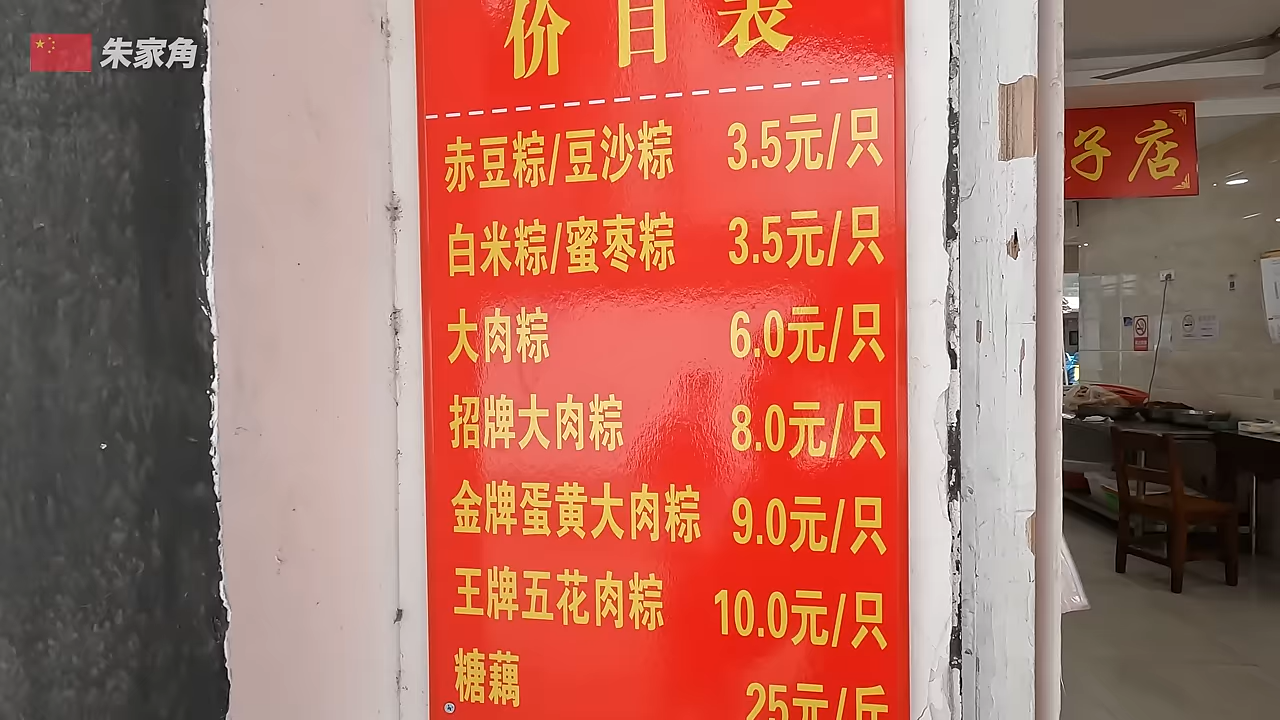 朱家角
价目表
赤豆粽/豆沙粽 3.5元/只
白米粽/蜜枣粽 3.5元/只
大肉粽 6.0元/只
招牌大肉粽 8.0元/只
金牌蛋黄大肉粽 9.0元/只
王牌五花肉粽 10.0元/只
糖藕 25元/斤
子店